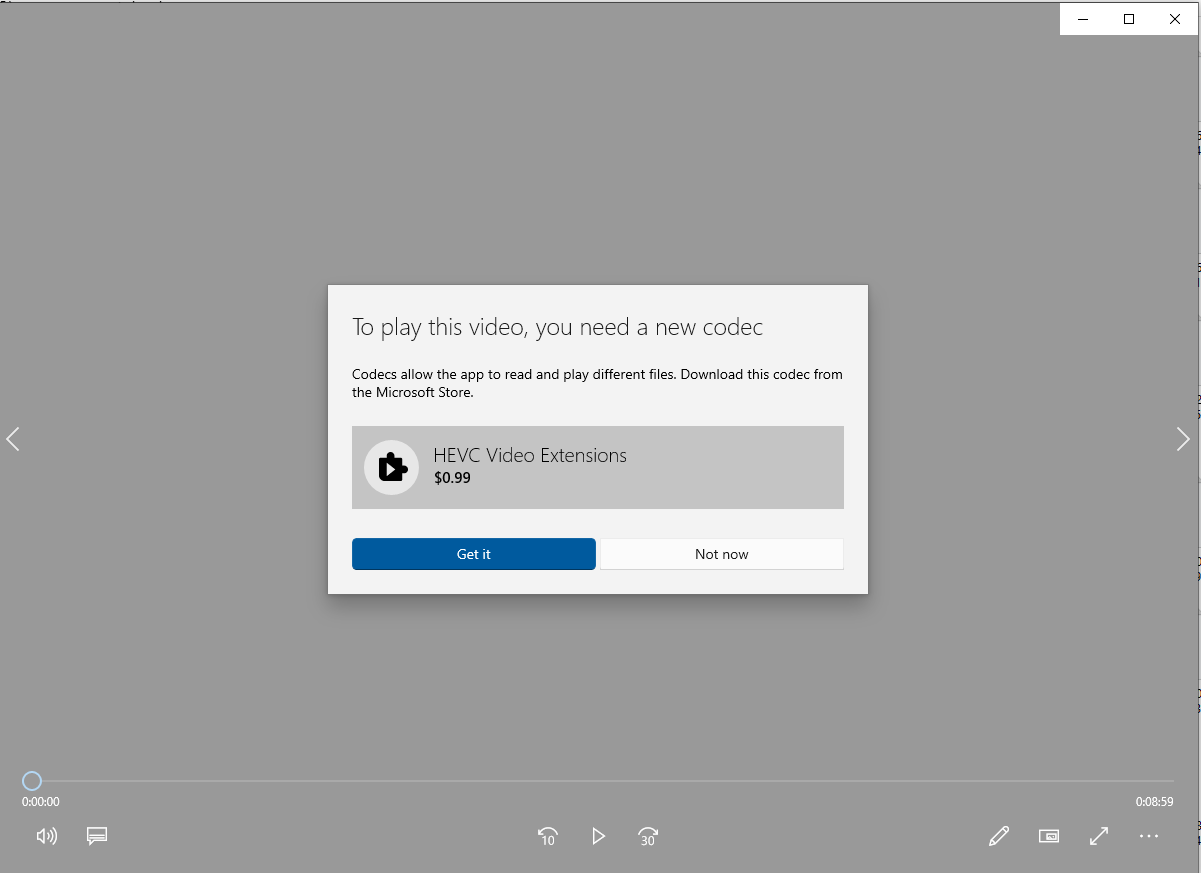 To play this video, you need a new codec
Codecs allow the app to read and play different files. Download this codec from
the Microsoft Store.
HEVC Video Extensions
$0.99
Get it
Not now
0:00:00
0:08:59
10
30